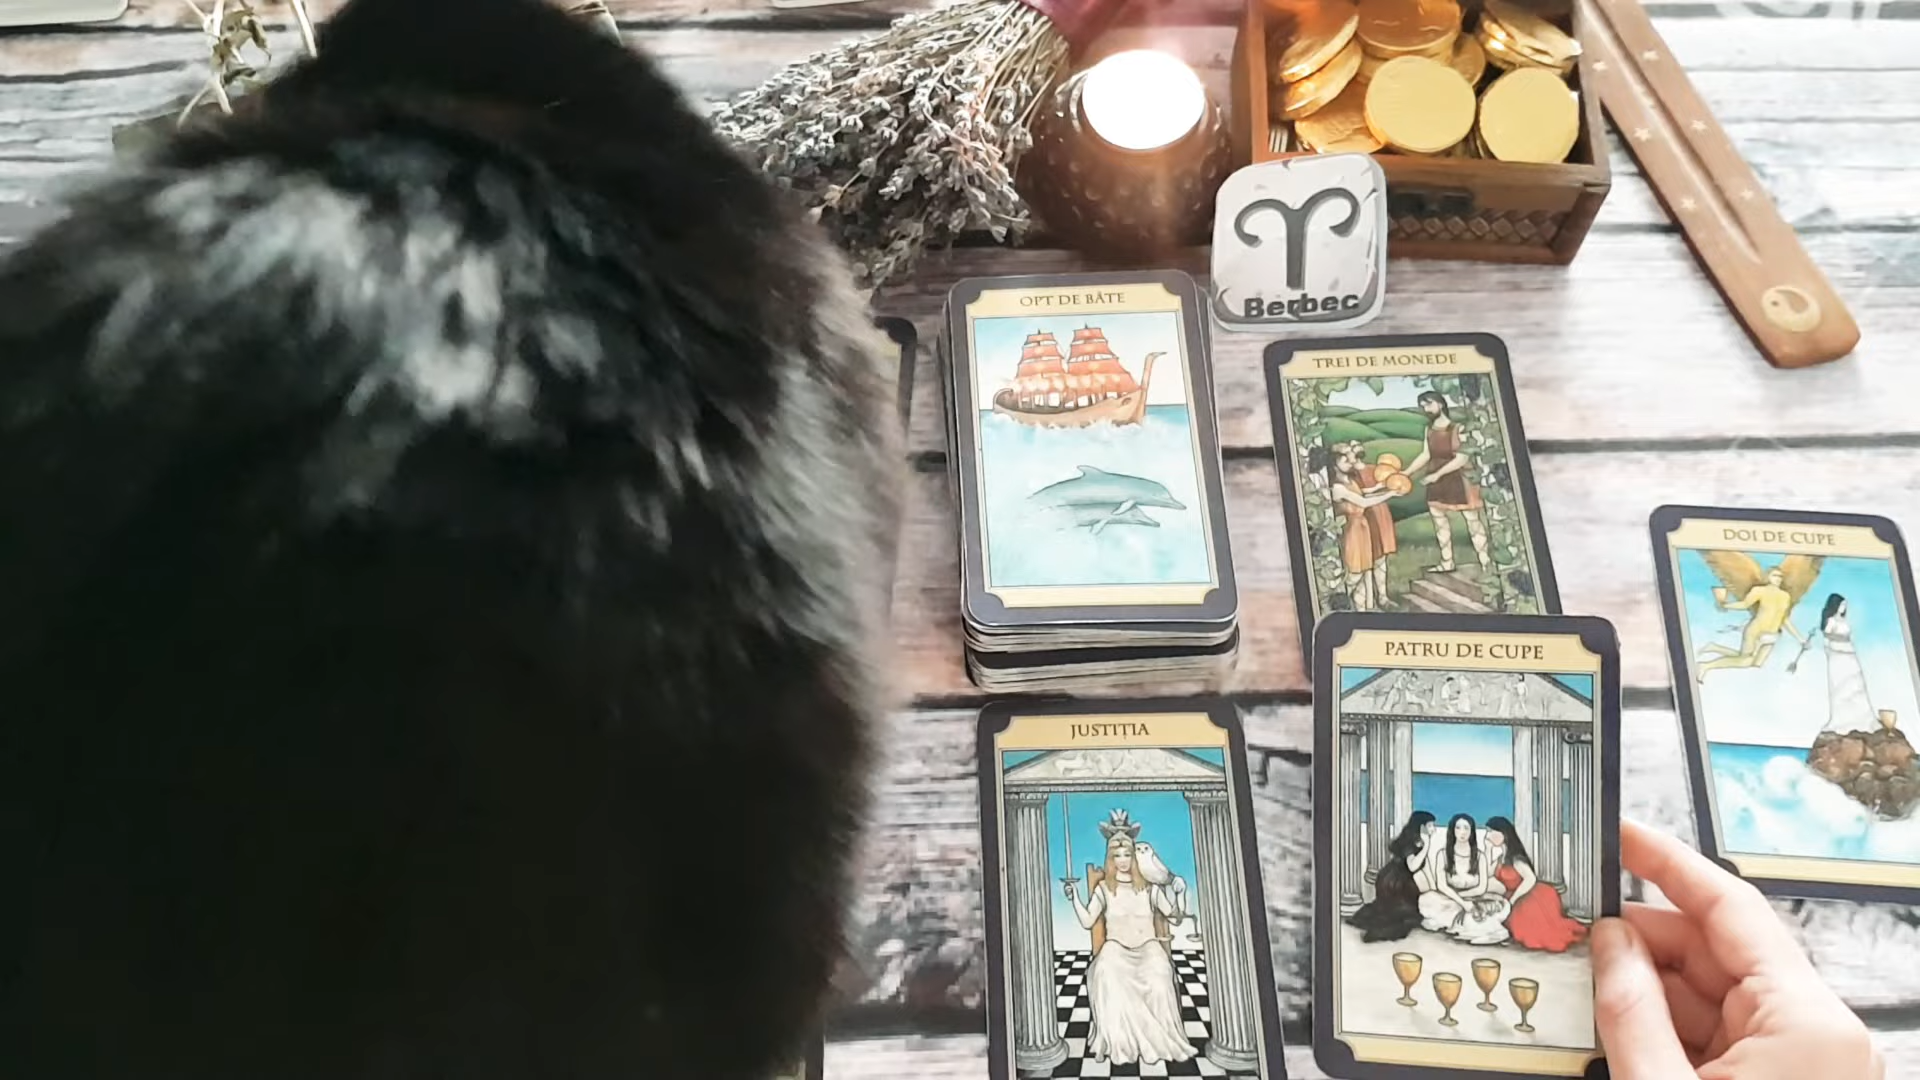 OPT DE BÂTE
Berbec
TREI DE MONEDE
DOI DE CUPE
PATRU DE CUPE
JUSTIȚIA